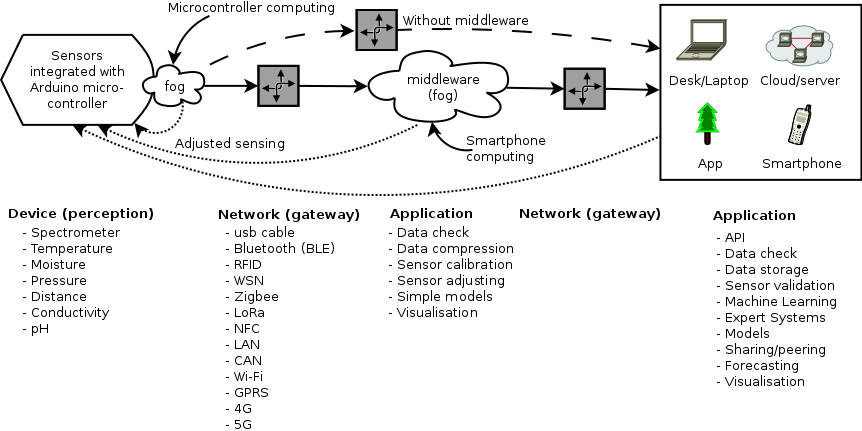 Microcontroller computing
Without middleware
Sensors
integrated with
Arduino micro-
controller
fog
middleware
(fog)
Desk/Laptop
Cloud/server
App
Smartphone
Adjusted sensing
Smartphone
computing
Device (perception)
- Spectrometer
- Temperature
- Moisture
- Pressure
- Distance
- Conductivity
- pH
Network (gateway)
- usb cable
- Bluetooth (BLE)
- RFID
- WSN
- Zigbee
- LoRa
- NFC
- LAN
- CAN
- Wi-Fi
- GPRS
- 4G
- 5G
Application
- Data check
- Data compression
- Sensor calibration
- Sensor adjusting
- Simple models
- Visualisation
Network (gateway)
Application
- API
- Data check
- Data storage
- Sensor validation
- Machine Learning
- Expert Systems
- Models
- Sharing/peering
- Forecasting
- Visualisation